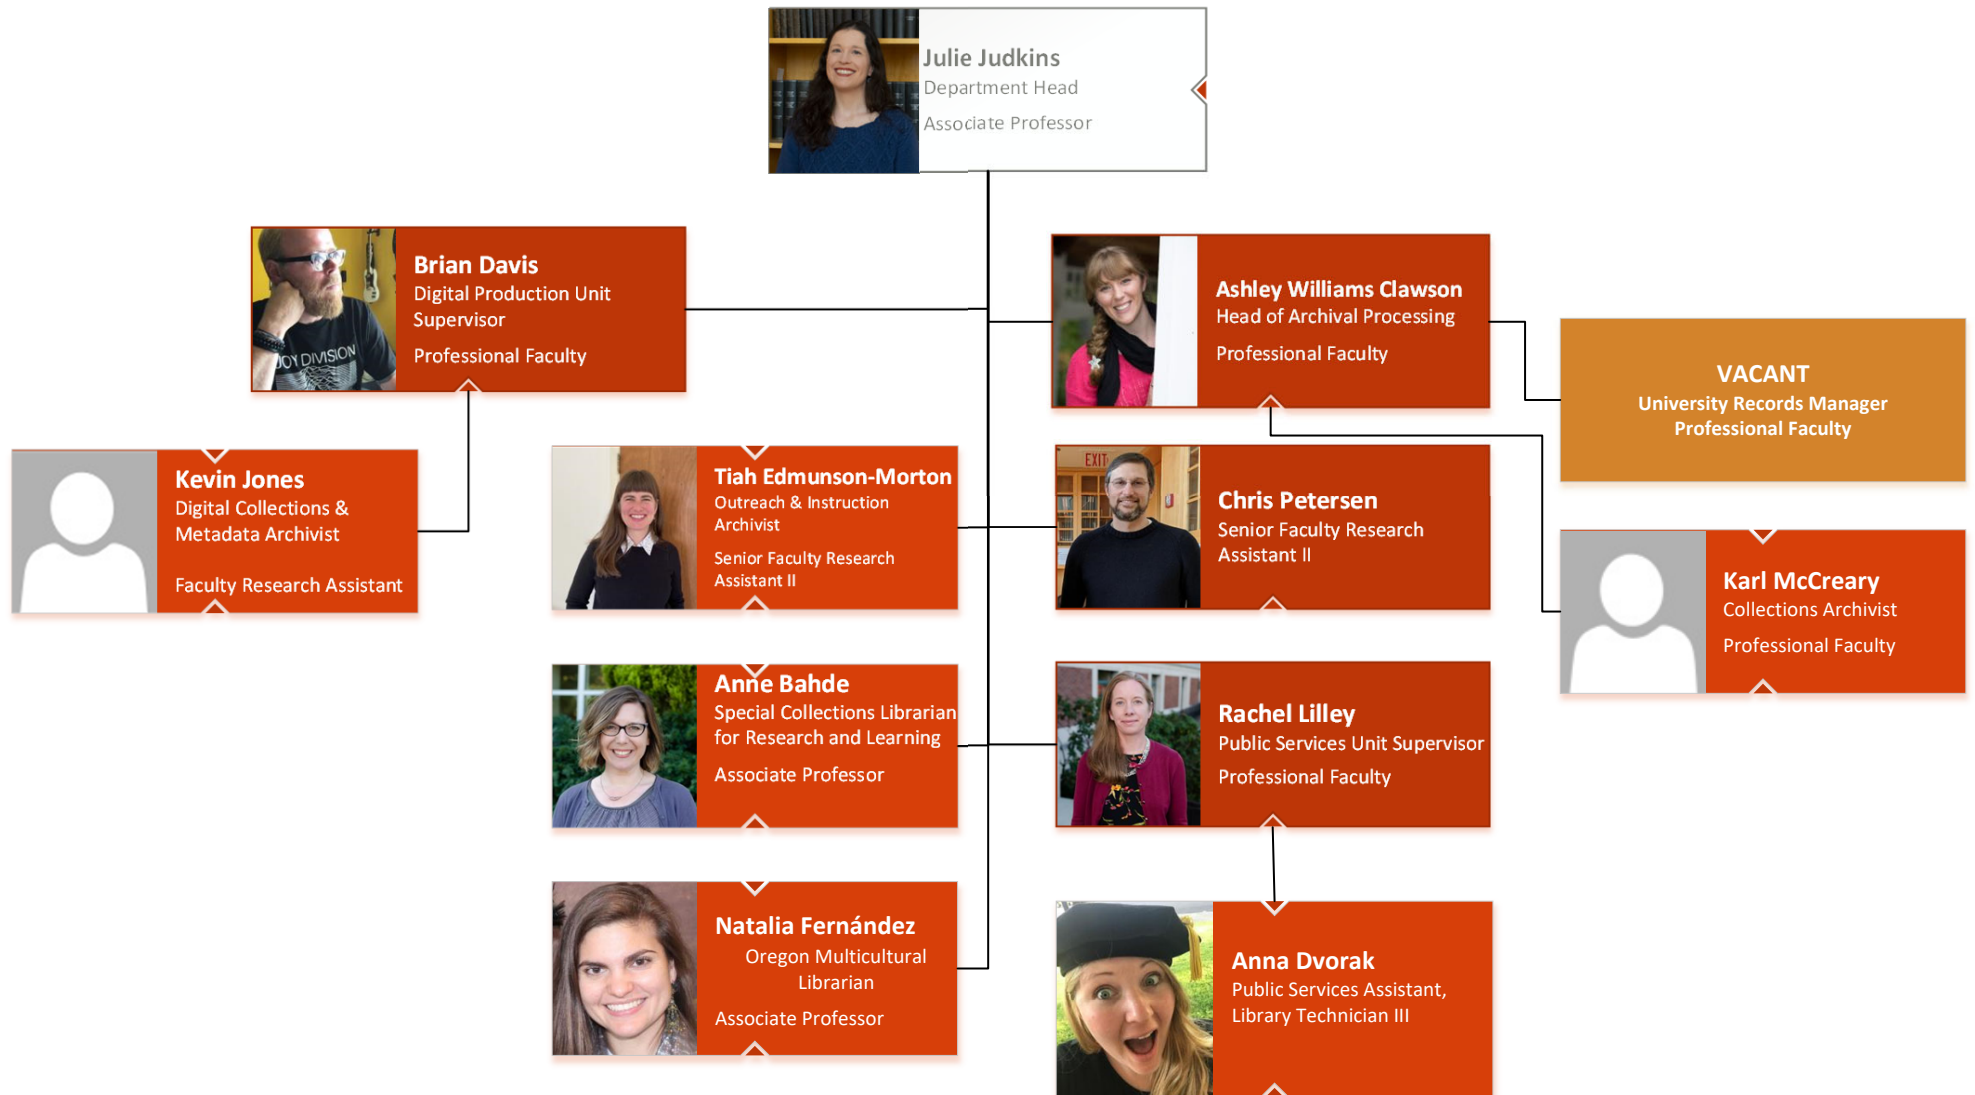 Julie Judkins
Department Head
Associate Professor
Brian Davis
Digital Production Unit
Supervisor
Professional Faculty
JOY DIVISION
Ashley Williams Clawson
Head of Archival Processing
Professional Faculty
VACANT
University Records Manager
Professional Faculty
Kevin Jones
Digital Collections &
Metadata Archivist
Faculty Research Assistant
Tiah Edmunson-Morton
Outreach & Instruction
Archivist
Senior Faculty Research
Assistant II
EXIT
Chris Petersen
Senior Faculty Research
Assistant II
Karl McCreary
Collections Archivist
Professional Faculty
Anne Bahde
Special Collections Librarian
for Research and Learning
Associate Professor
Rachel Lilley
Public Services Unit Supervisor
Professional Faculty
Natalia Fernández
Oregon Multicultural
Librarian
Associate Professor
Anna Dvorak
Public Services Assistant,
Library Technician III